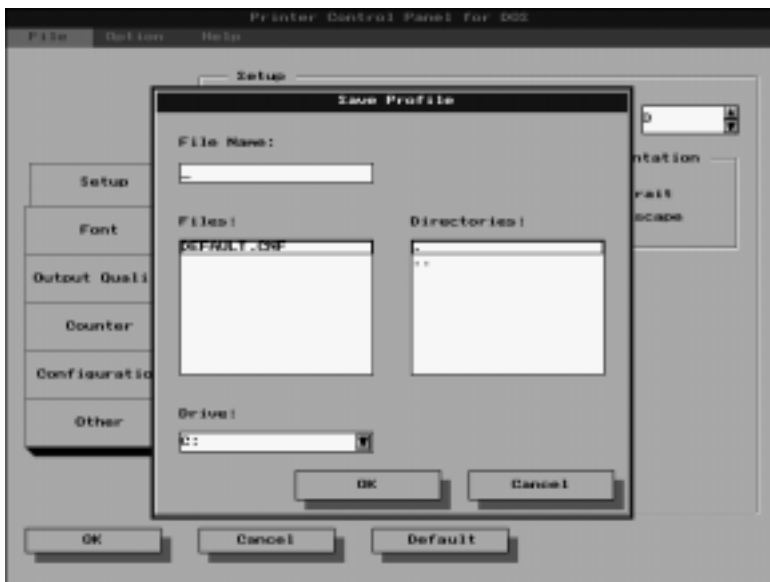 Printer Control Panel for DOS
File Option Help
Setup
Save Profile
File Name:
_
D
ntation
rait
scape
Setup
Font
Output Quali
Counter
Configuratio
Other
Files:
DEFAULT.CNF
Directories:
.
..
Drive:
C:
OK Cancel
OK Cancel Default